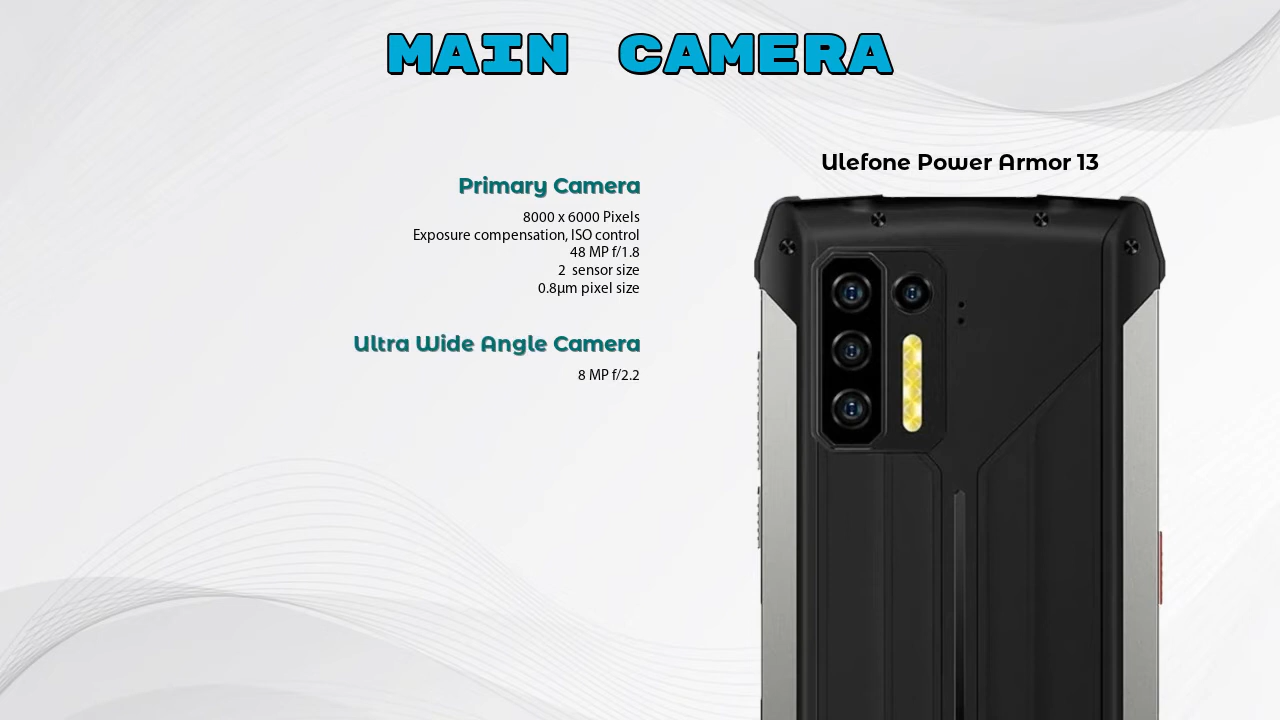 MAIN CAMERA
Ulefone Power Armor 13
Primary Camera
8000 x 6000 Pixels
Exposure compensation, ISO control
48 MP f/1.8
2 sensor size
0.8µm pixel size
Ultra Wide Angle Camera
8 MP f/2.2